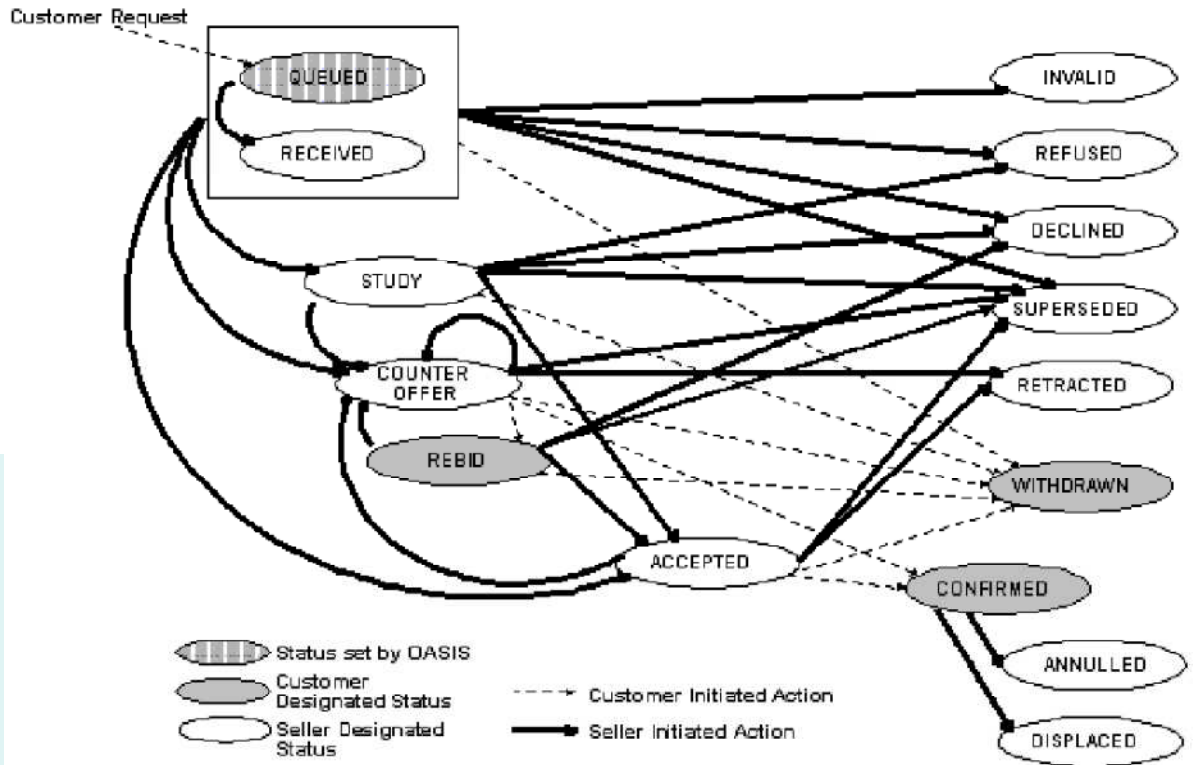 Customer Request
QUEUED
RECEIVED
STUDY
COUNTER
OFFER
REBID
ACCEPTED
INVALID
REFUSED
DECLINED
SUPERSEDED
RETRACTED
WITHDRAWN
CONFIRMED
ANNULLED
DISPLACED
Status set by OASIS
Customer
Designated Status
Seller Designated
Status
Customer Initiated Action
Seller Initiated Action